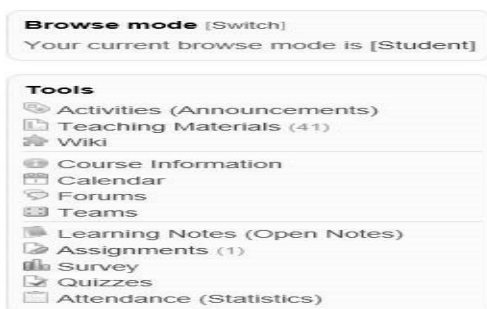 Browse mode [Switch]
Your current browse mode is [Student]
Tools
Activities (Announcements)
Teaching Materials (41)
Wiki
Course Information
Calendar
Forums
Teams
Learning Notes (Open Notes)
Assignments (1)
Survey
Quizzes
Attendance (Statistics)